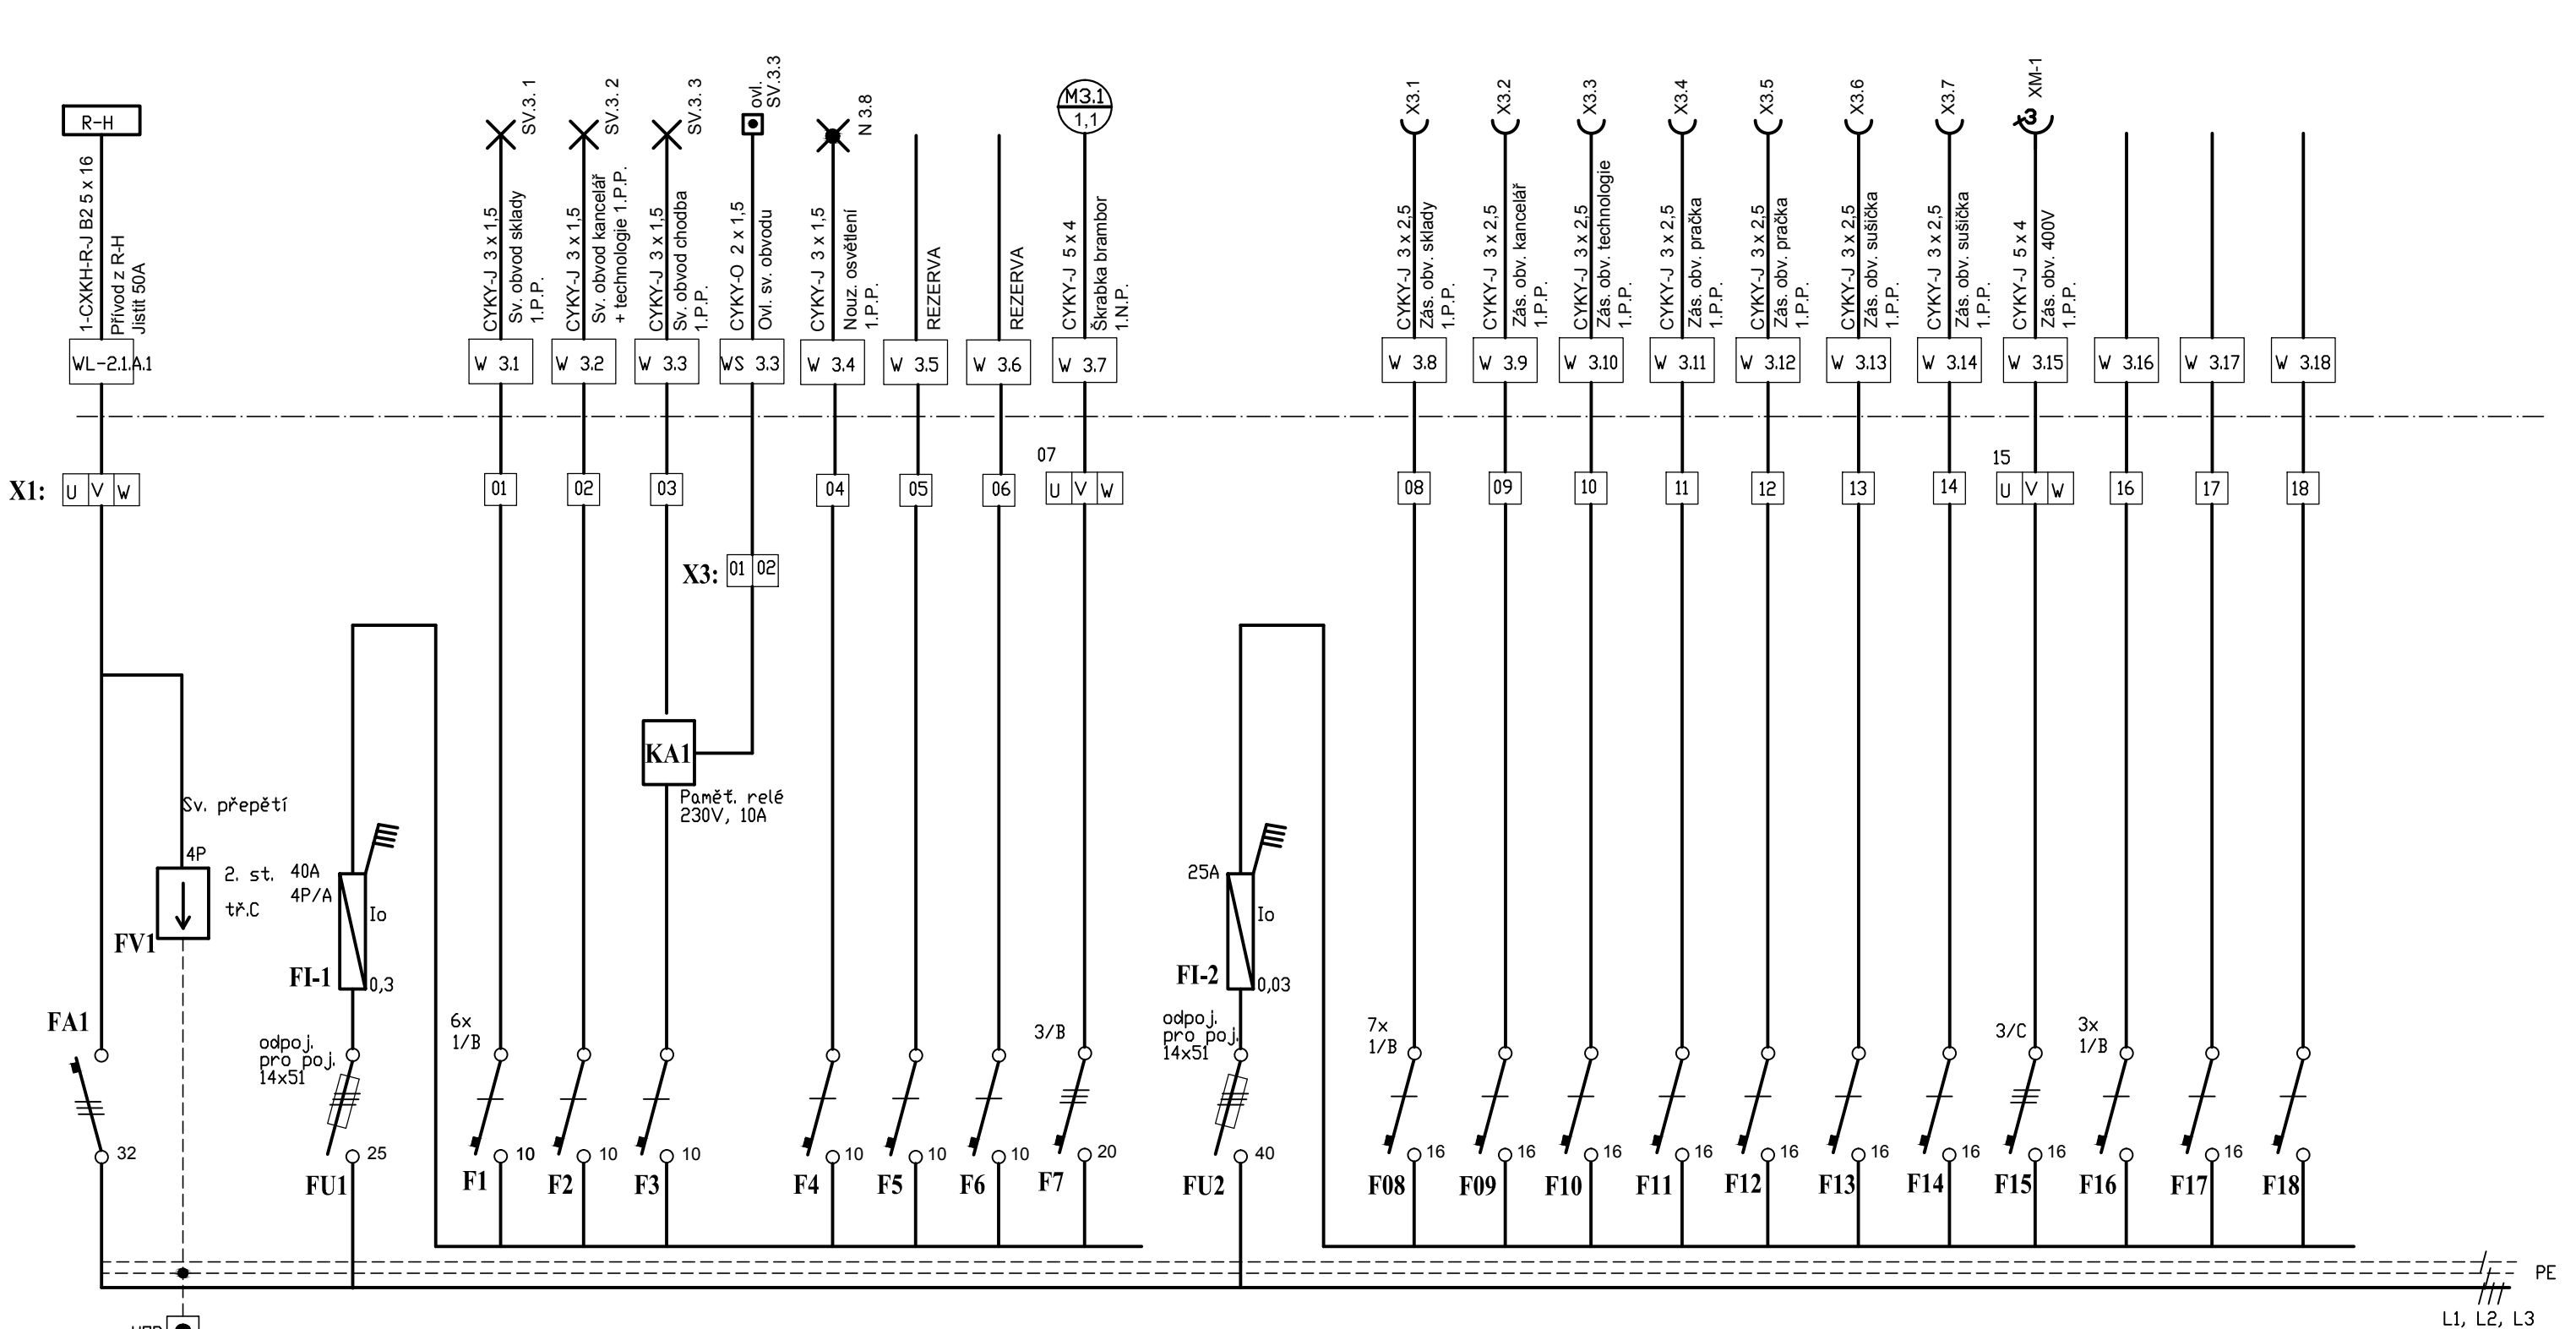 R-H
1-CXKH-R-J B2 5 x 16
Přívod z R-H
Jistit 50A
WL-2.1.A.1
SV.3. 1
CYKY-J 3 x 1,5
Sv. obvod sklady
1.P.P.
W 3.1
SV.3. 2
CYKY-J 3 x 1,5
Sv. obvod kancelář
+ technologie 1.P.P.
W 3.2
SV.3. 3
CYKY-J 3 x 1,5
Sv. obvod chodba
1.P.P.
W 3.3
ovl.
SV.3.3
CYKY-O 2 x 1,5
Ovl. sv. obvodu
WS 3.3
N 3.8
CYKY-J 3 x 1,5
Nouz. osvětlení
1.P.P.
W 3.4
REZERVA
W 3.5
REZERVA
W 3.6
M3.1
1,1
CYKY-J 5 x 4
Škrabka brambor
1.N.P.
W 3.7
X3.1
CYKY-J 3 x 2,5
Zás. obv. sklady
1.P.P.
W 3.8
X3.2
CYKY-J 3 x 2,5
Zás. obv. kancelář
1.P.P.
W 3.9
X3.3
CYKY-J 3 x 2,5
Zás. obv. technologie
1.P.P.
W 3.10
X3.4
CYKY-J 3 x 2,5
Zás. obv. pračka
1.P.P.
W 3.11
X3.5
CYKY-J 3 x 2,5
Zás. obv. pračka
1.P.P.
W 3.12
X3.6
CYKY-J 3 x 2,5
Zás. obv. sušička
1.P.P.
W 3.13
X3.7
CYKY-J 3 x 2,5
Zás. obv. sušička
1.P.P.
W 3.14
XM-1
3
CYKY-J 5 x 4
Zás. obv. 400V
1.P.P.
W 3.15
W 3.16
W 3.17
W 3.18
X1:
U V W
01
02
03
04
05
06
07
U V W
08
09
10
11
12
13
14
15
U V W
16
17
18
X3:
01 02
KA1
Paměť. relé
230V, 10A
Sv. přepětí
4P
2. st.
tř.C
FV1
40A
4P/A
Io
FI-1
0,3
25A
Io
FI-2
0,03
FA1
32
odpoj.
pro poj.
14x51
25
FU1
6x
1/B
10
F1
10
F2
10
F3
10
F4
10
F5
10
F6
3/B
20
F7
odpoj.
pro poj.
14x51
40
FU2
7x
1/B
16
F08
16
F09
16
F10
16
F11
16
F12
16
F13
16
F14
3/C
16
F15
3x
1/B
16
F16
16
F17
F18
PE
L1, L2, L3